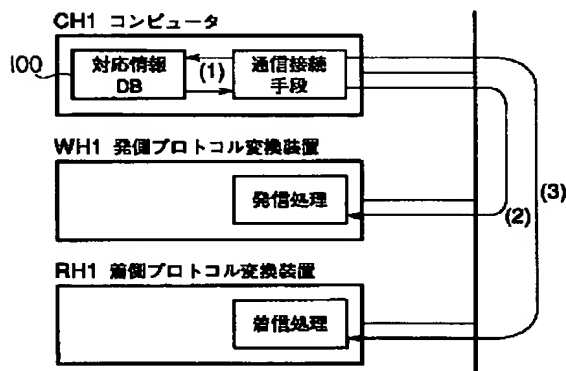 CH1 コンピュータ
100
対応情報
DB
(1)
通信接続
手段
WH1 発側プロトコル変換装置
発信処理
(2)
(3)
RH1 着側プロトコル変換装置
着信処理